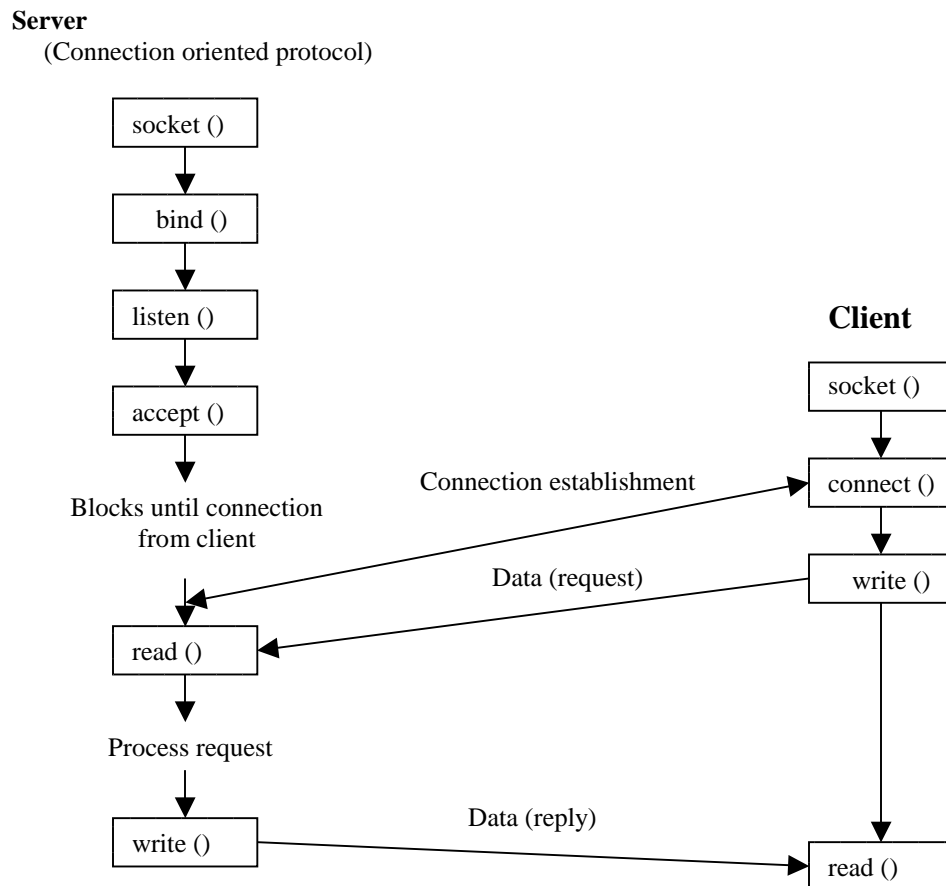 Server
(Connection oriented protocol)
socket ()
bind ()
listen ()
accept ()
Blocks until connection
from client
read ()
Process request
write ()
Connection establishment
Data (request)
Data (reply)
Client
socket ()
connect ()
write ()
read ()